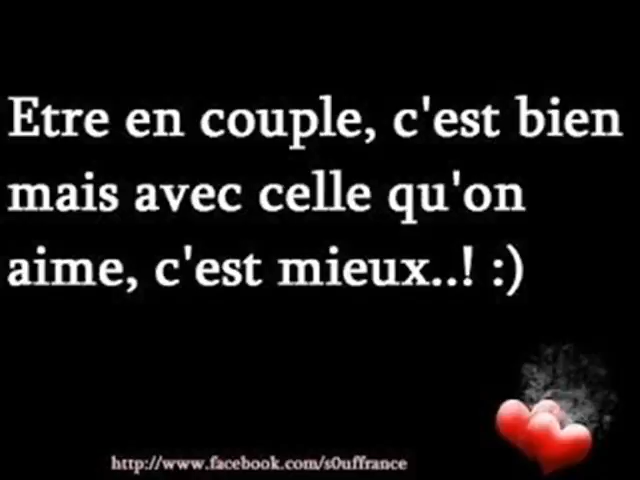 Etre en couple, c'est bien
mais avec celle qu'on
aime, c'est mieux..! :)
http://www.facebook.com/s0uffrance